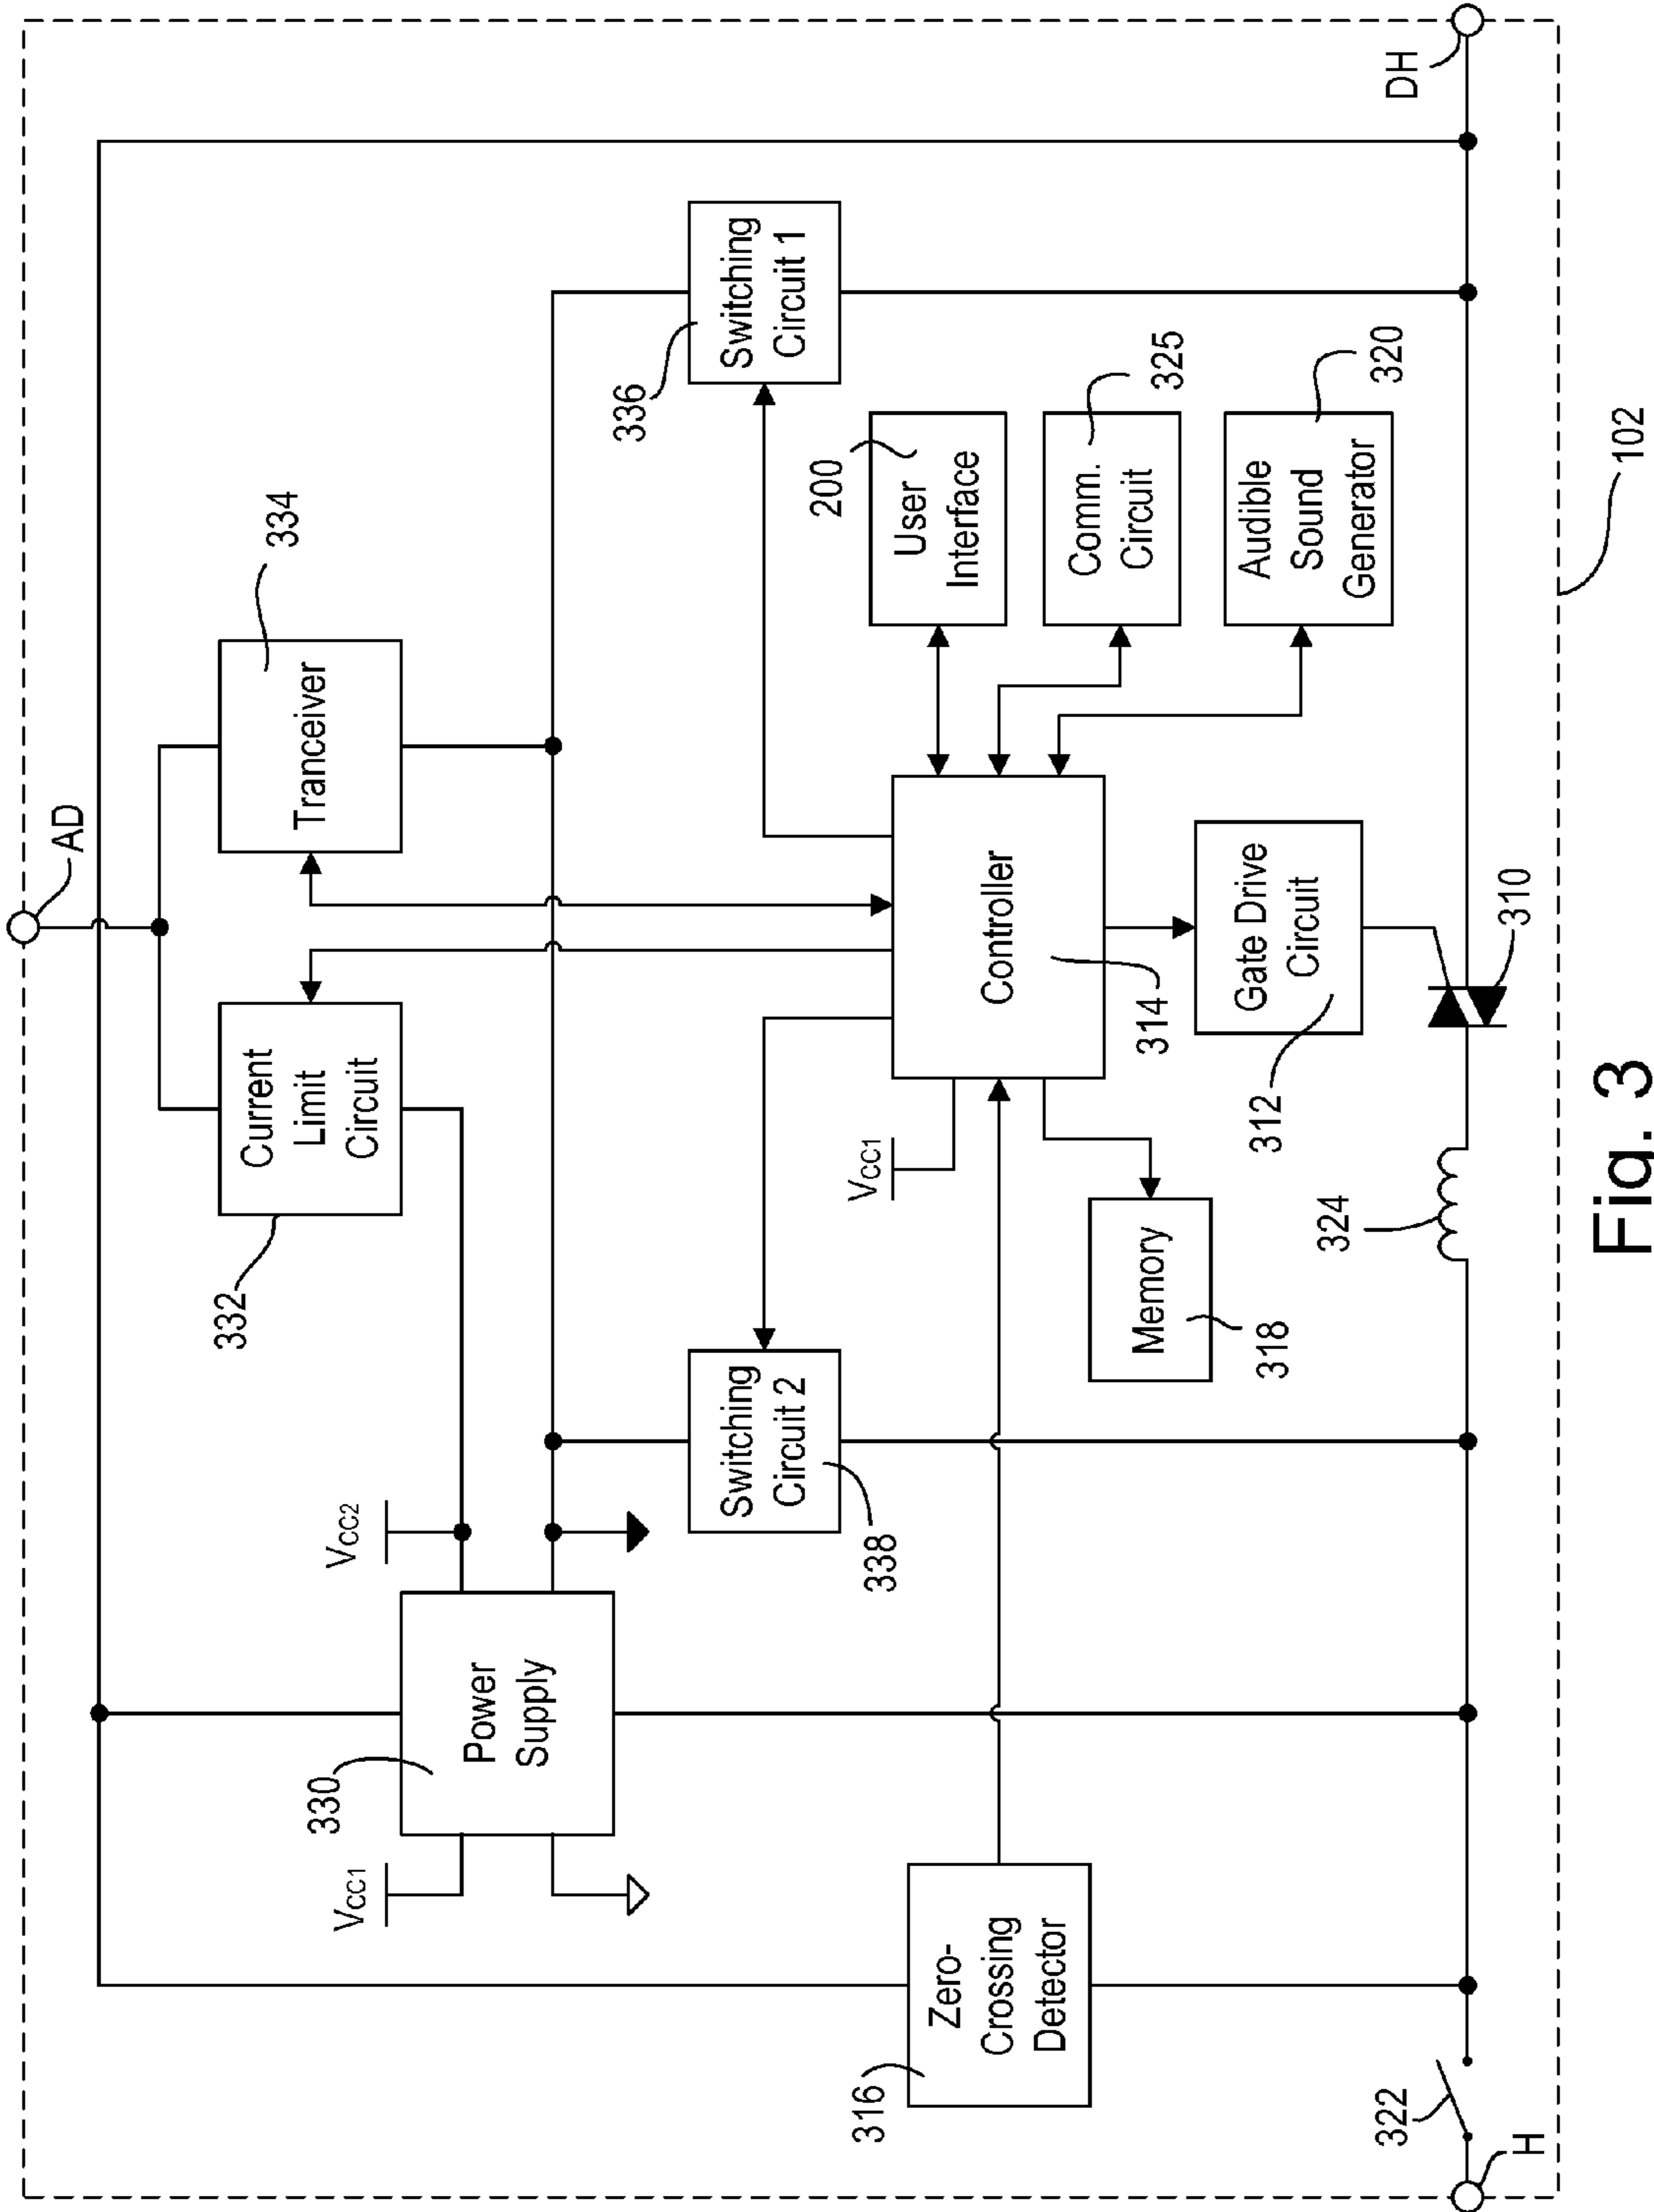 AD
334
Tranceiver
Current
Limit
Circuit
332
VCC2
VCC1
330
Power
Supply
336
Switching
Circuit 1
Switching
Circuit 2
338
DH
200
User
Interface
Comm.
Circuit
325
Audible
Sound
Generator
320
VCC1
Controller
314
Memory
318
Gate Drive
Circuit
312
310
324
316
Zero-
Crossing
Detector
322
H
102
Fig. 3